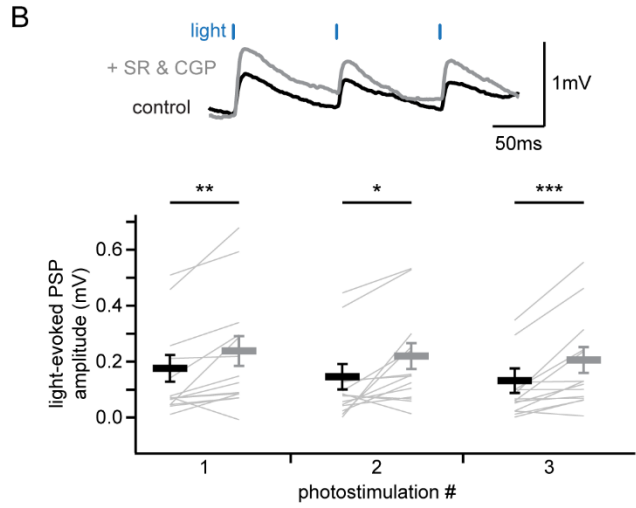 B
light
+ SR & CGP
control
1mV
50ms
** * ***
0.6
0.4
0.2
0.0
light-evoked PSP
amplitude (mV)
1 2 3
photostimulation #